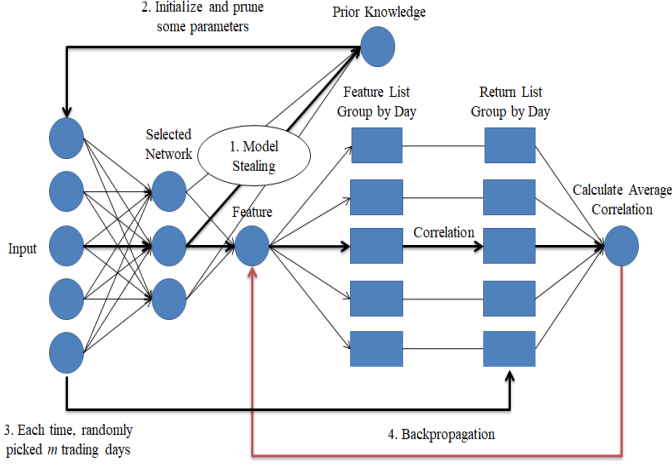 2. Initialize and prune
some parameters
Prior Knowledge
Feature List
Group by Day
Return List
Group by Day
Selected
Network
1. Model
Stealing
Calculate Average
Correlation
Feature
Input
Correlation
3. Each time, randomly
picked m trading days
4. Backpropagation